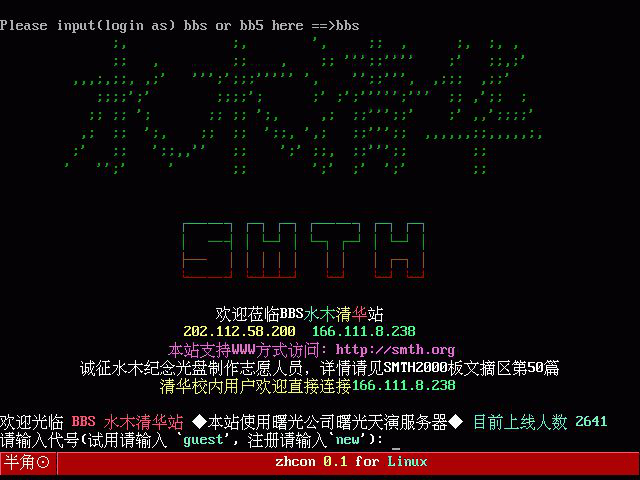 Please input(login as) bbs or bb5 here ==>bbs
水木清华
SMTH
欢迎莅临BBS水木清华站
202.112.58.200 166.111.8.238
本站支持WWW方式访问: http://smth.org
诚征水木纪念光盘制作志愿人员，详情请见SMTH2000板文摘区第50篇
清华校内用户欢迎直接连接166.111.8.238
欢迎光临 BBS 水木清华站 ◆本站使用曙光公司曙光天演服务器◆ 目前上线人数 2641
请输入代号(试用请输入 `guest', 注册请输入`new'): _
半角⊙ zhcon 0.1 for Linux